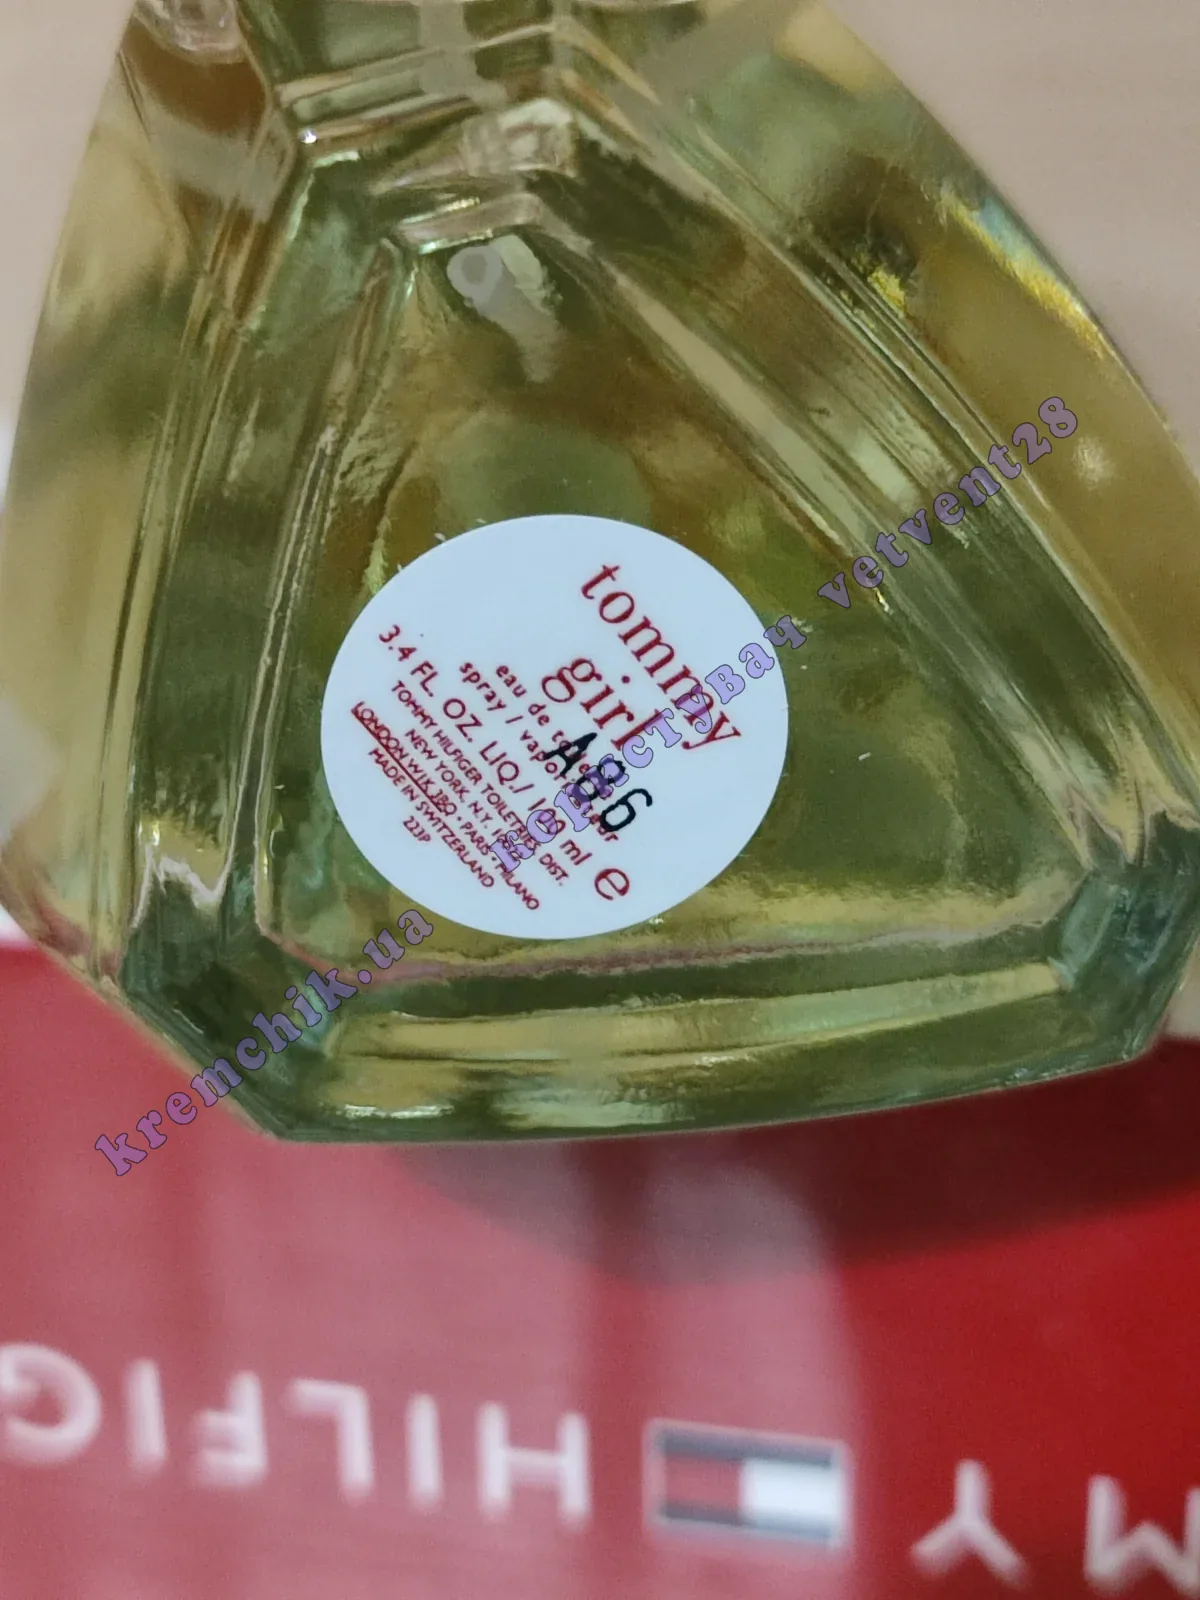 tommy
girl
eau de toilette
spray / vaporisateur
3.4 FL. OZ. LIQ./ 100 ml e
TOMMY HILFIGER TOILETRIES DIST.
NEW YORK, N.Y.
LONDON W1K 3BQ • PARIS • MILANO
MADE IN SWITZERLAND
223P
A86
kremchik.ua користувач vetvent28
MY HILFIG